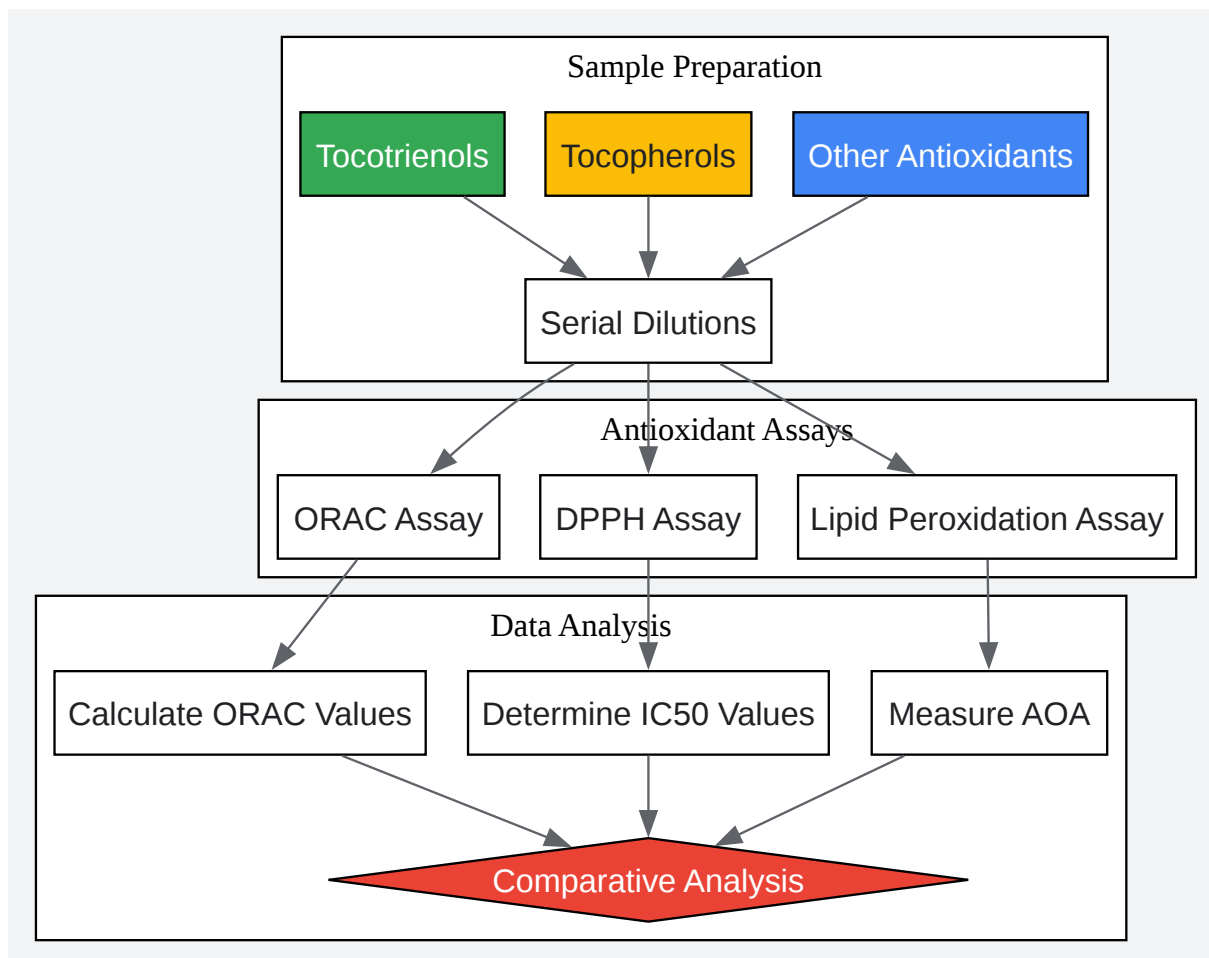 Sample Preparation
Tocotrienols
Tocopherols
Other Antioxidants
Serial Dilutions
Antioxidant Assays
ORAC Assay
DPPH Assay
Lipid Peroxidation Assay
Data Analysis
Calculate ORAC Values
Determine IC50 Values
Measure AOA
Comparative Analysis